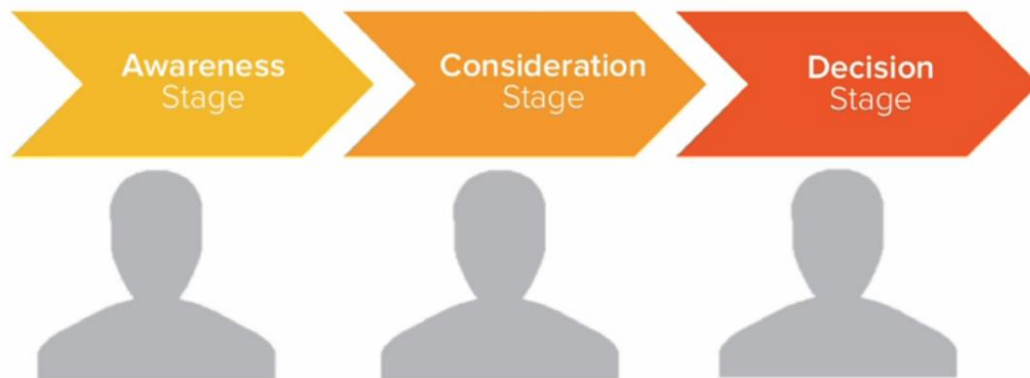 Awareness
Stage
Consideration
Stage
Decision
Stage